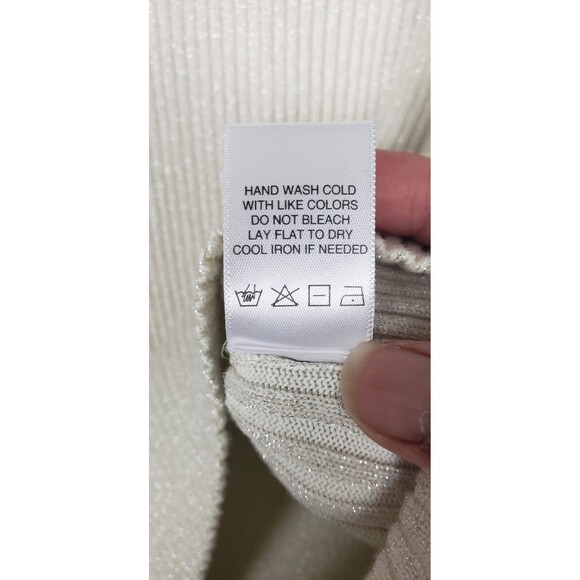 HAND WASH COLD
WITH LIKE COLORS
DO NOT BLEACH
LAY FLAT TO DRY
COOL IRON IF NEEDED